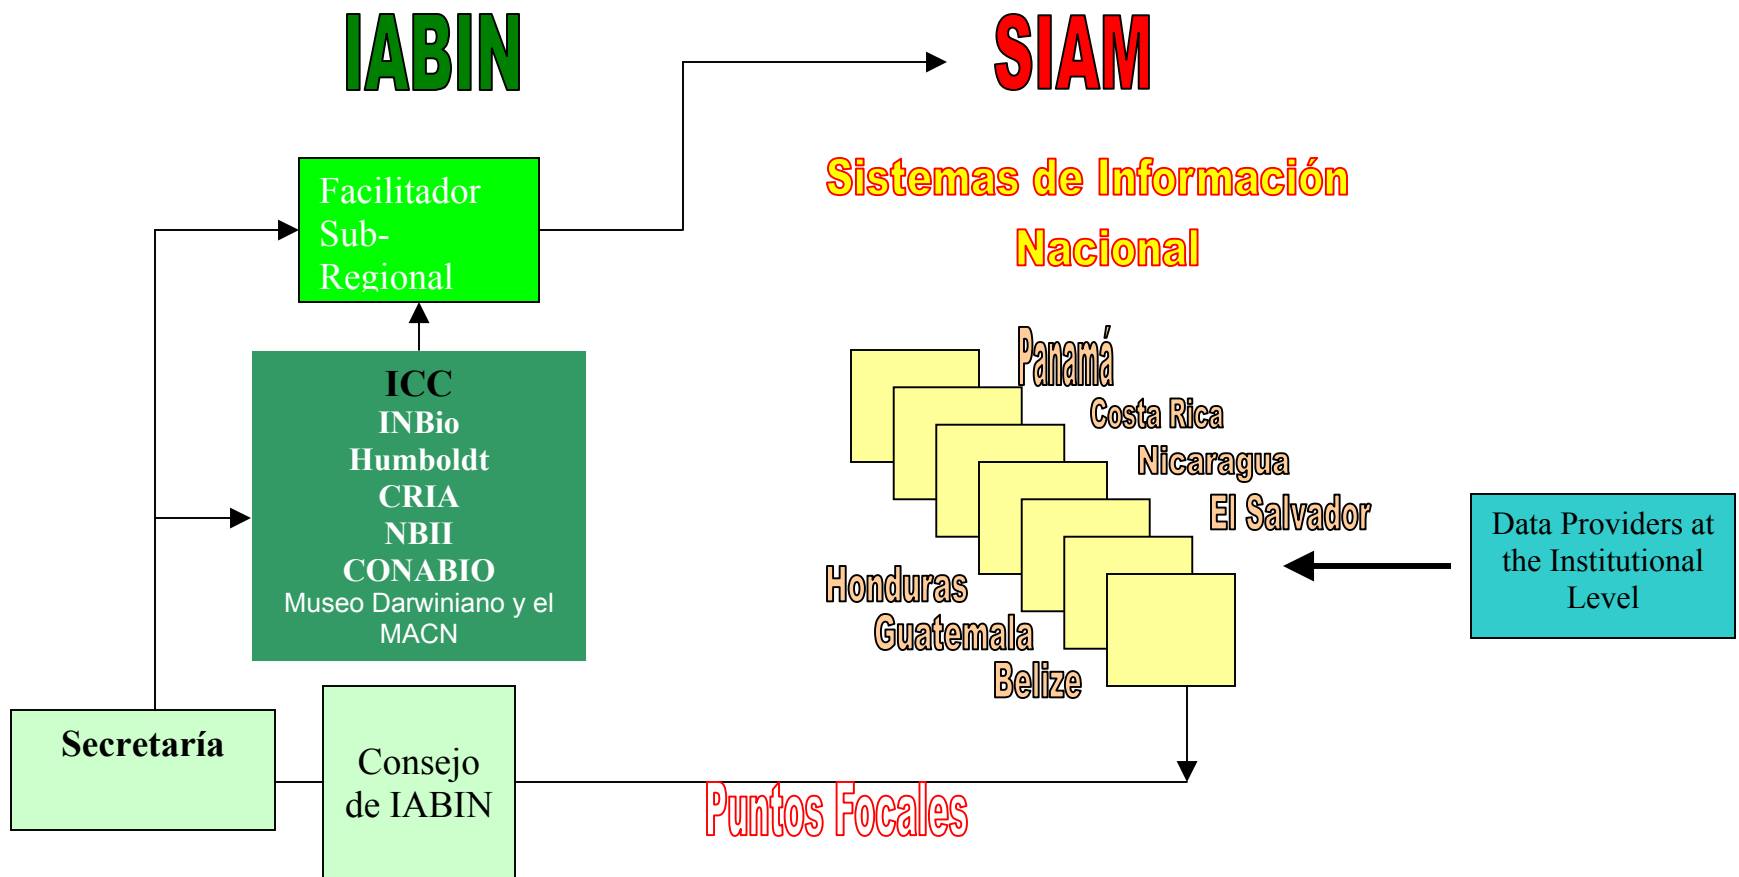 IABIN
SIAM
Facilitador
Sub-
Regional
Sistemas de Información
Nacional
ICC
INBio
Humboldt
CRIA
NBII
CONABIO
Museo Darwiniano y el
MACN
Panamá
Costa Rica
Nicaragua
El Salvador
Honduras
Guatemala
Belize
Data Providers at
the Institutional
Level
Secretaría
Consejo
de IABIN
Puntos Focales